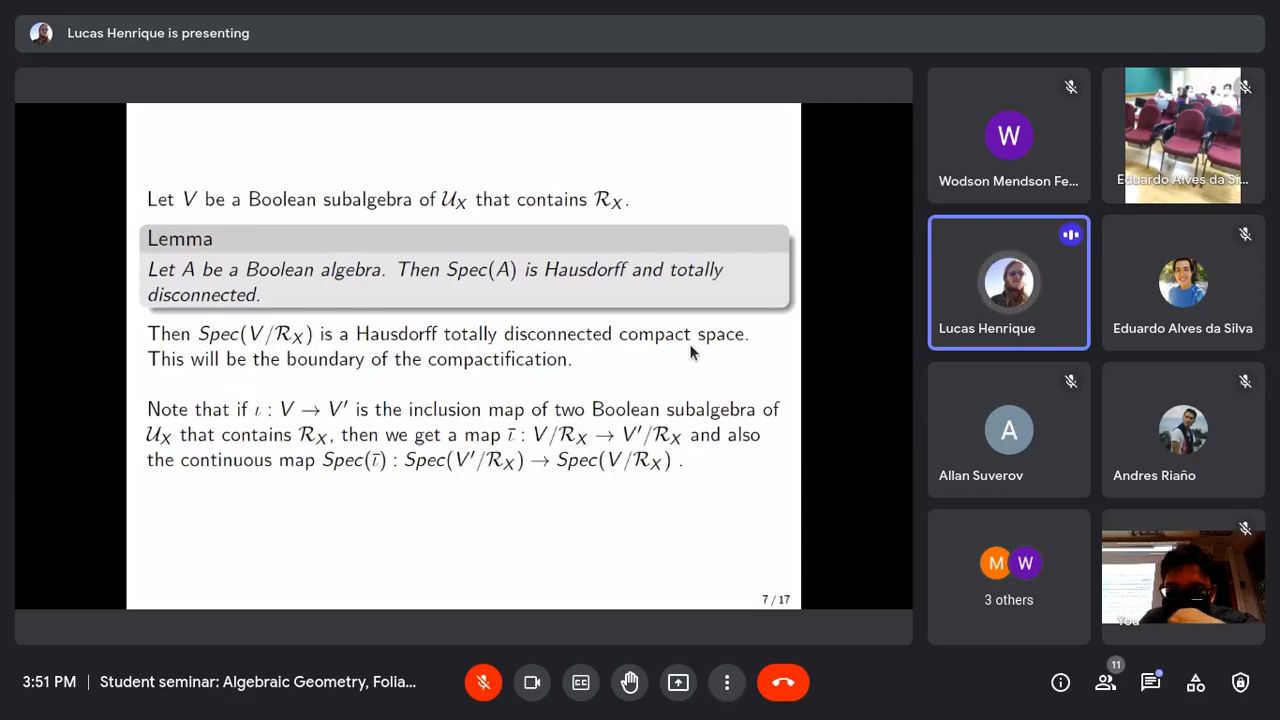 Lucas Henrique is presenting
Let V be a Boolean subalgebra of 𝒰_X that contains ℛ_X.
Lemma
Let A be a Boolean algebra. Then Spec(A) is Hausdorff and totally
disconnected.
Then Spec(V/ℛ_X) is a Hausdorff totally disconnected compact space.
This will be the boundary of the compactification.
Note that if ι : V → V′ is the inclusion map of two Boolean subalgebra of
𝒰_X that contains ℛ_X, then we get a map ῑ : V/ℛ_X → V′/ℛ_X and also
the continuous map Spec(ῑ) : Spec(V′/ℛ_X) → Spec(V/ℛ_X) .
7 / 17
W
Wodson Mendson Fe...
Eduardo Alves da Sil...
Lucas Henrique
Eduardo Alves da Silva
A
Allan Suverov
Andres Riaño
M W
3 others
You
3:51 PM | Student seminar: Algebraic Geometry, Folia...
CC
11